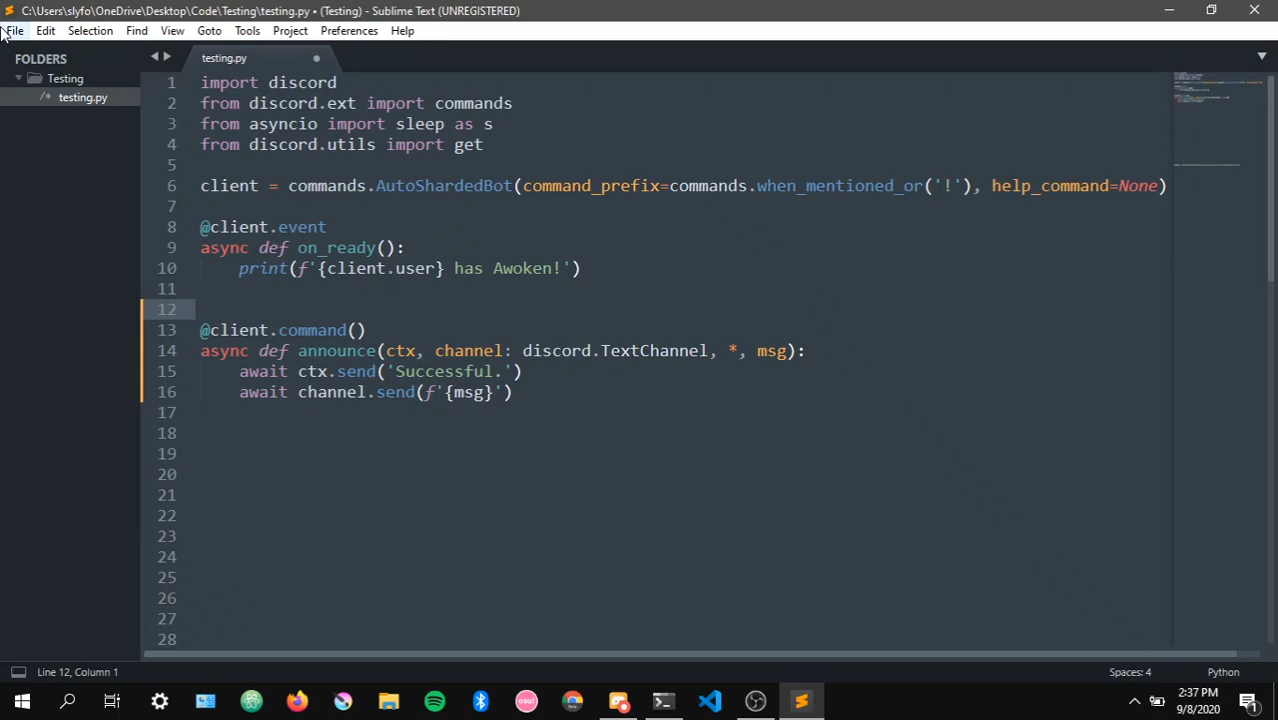 C:\Users\slyfo\OneDrive\Desktop\Code\Testing\testing.py • (Testing) - Sublime Text (UNREGISTERED)
File Edit Selection Find View Goto Tools Project Preferences Help
FOLDERS
Testing
/* testing.py
testing.py
1 import discord
2 from discord.ext import commands
3 from asyncio import sleep as s
4 from discord.utils import get
5
6 client = commands.AutoShardedBot(command_prefix=commands.when_mentioned_or('!'), help_command=None)
7
8 @client.event
9 async def on_ready():
10 print(f'{client.user} has Awoken!')
11
12
13 @client.command()
14 async def announce(ctx, channel: discord.TextChannel, *, msg):
15 await ctx.send('Successful.')
16 await channel.send(f'{msg}')
17
18
19
20
21
22
23
24
25
26
27
28
Line 12, Column 1
Spaces: 4
Python
osu!
2:37 PM
9/8/2020
1